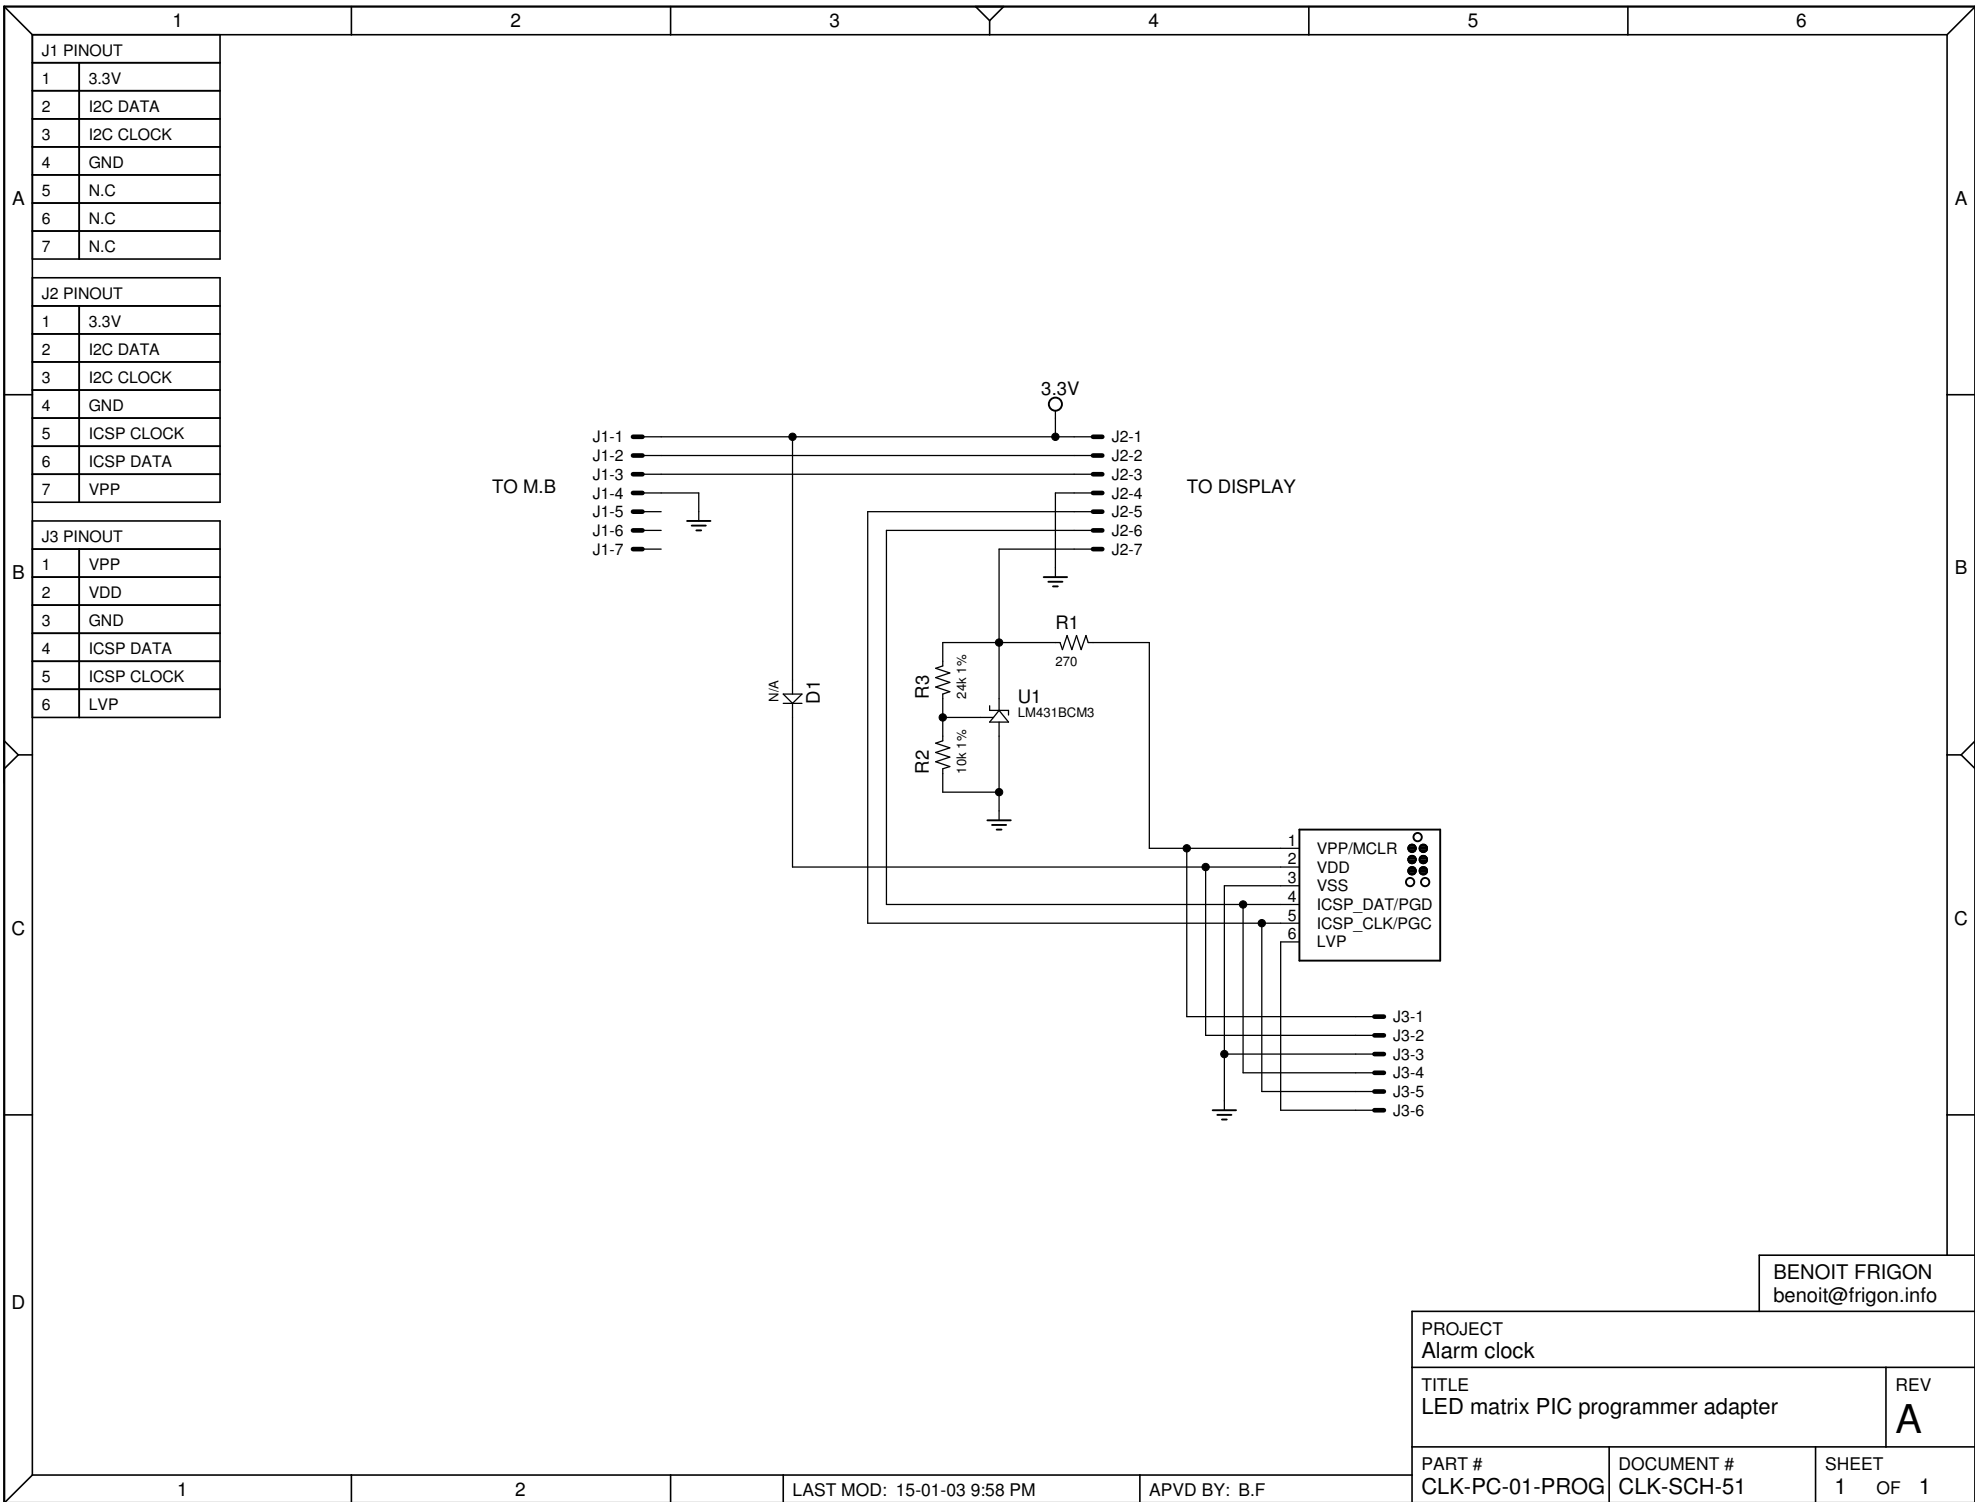 1 2 3 4 5 6
J1 PINOUT
1 3.3V
2 I2C DATA
3 I2C CLOCK
4 GND
5 N.C
6 N.C
7 N.C
A A
J2 PINOUT
1 3.3V
2 I2C DATA
3 I2C CLOCK
4 GND
5 ICSP CLOCK
6 ICSP DATA
7 VPP
J3 PINOUT
1 VPP
2 VDD
3 GND
4 ICSP DATA
5 ICSP CLOCK
6 LVP
B B
3.3V
J1-1 J2-1
J1-2 J2-2
J1-3 J2-3
TO M.B TO DISPLAY
J1-4 J2-4
J1-5 J2-5
J1-6 J2-6
J1-7 J2-7
R1
270
N/A
D1
R3
24k 1%
U1
LM431BCM3
R2
10k 1%
1 VPP/MCLR
2 VDD
3 VSS
4 ICSP_DAT/PGD
5 ICSP_CLK/PGC
6 LVP
C C
J3-1
J3-2
J3-3
J3-4
J3-5
J3-6
D
BENOIT FRIGON
benoit@frigon.info
PROJECT
Alarm clock
TITLE
LED matrix PIC programmer adapter
REV
A
PART #
CLK-PC-01-PROG
DOCUMENT #
CLK-SCH-51
SHEET
1 OF 1
1 2
LAST MOD: 15-01-03 9:58 PM
APVD BY: B.F